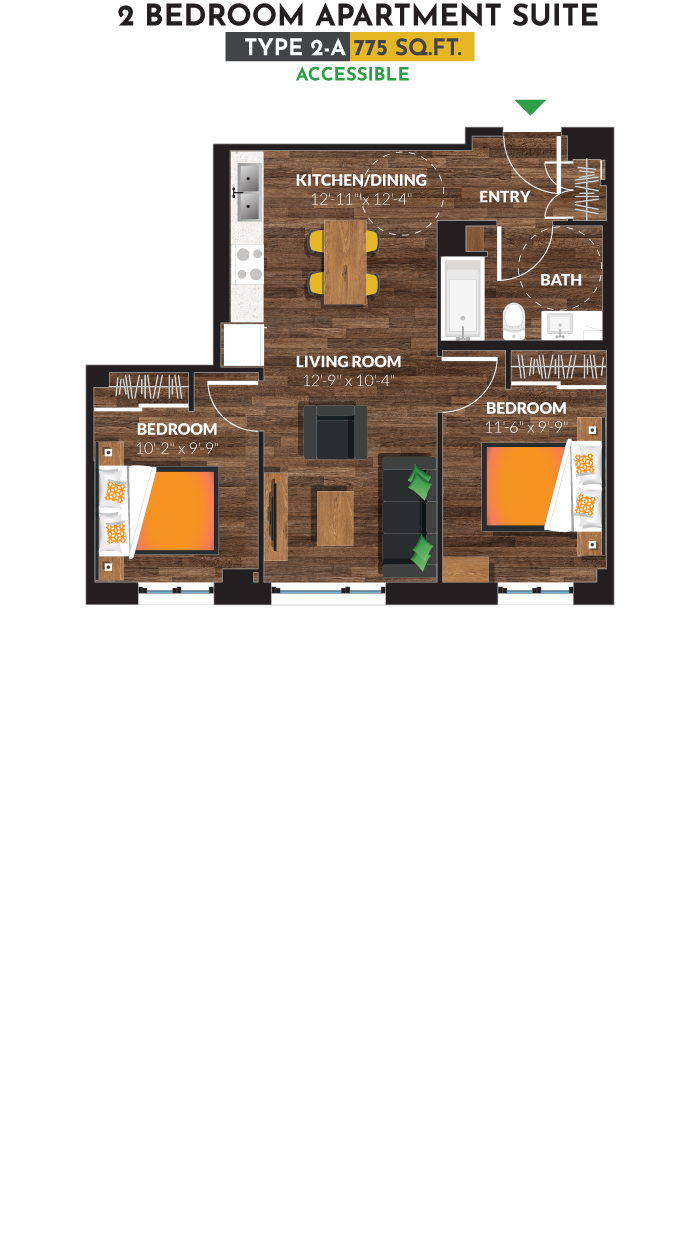 2 BEDROOM APARTMENT SUITE
TYPE 2-A 775 SQ.FT.
ACCESSIBLE
KITCHEN/DINING
12'-11" x 12'-4"
ENTRY
BATH
LIVING ROOM
12'-9" x 10'-4"
BEDROOM
11'-6" x 9'-9"
BEDROOM
10'-2" x 9'-9"